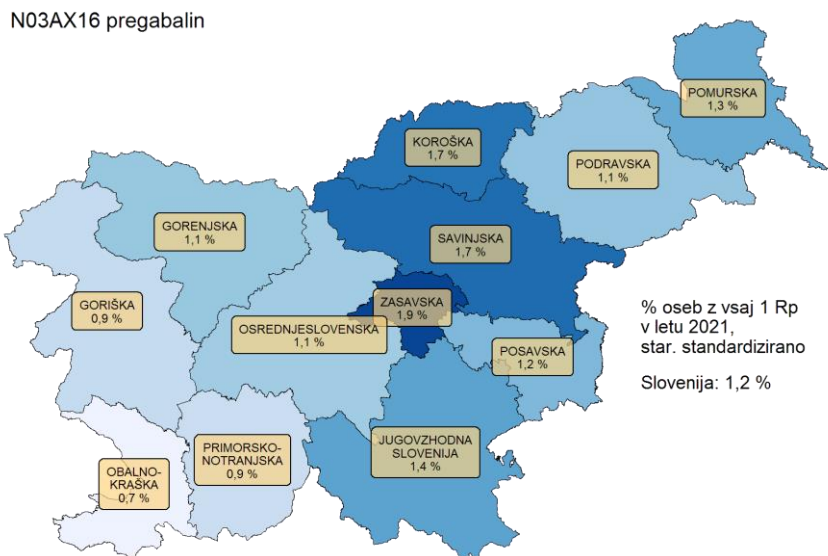 N03AX16 pregabalin
POMURSKA
1,3 %
KOROŠKA
1,7 %
PODRAVSKA
1,1 %
GORENJSKA
1,1 %
SAVINJSKA
1,7 %
GORIŠKA
0,9 %
ZASAVSKA
1,9 %
OSREDNJESLOVENSKA
1,1 %
POSAVSKA
1,2 %
% oseb z vsaj 1 Rp
v letu 2021,
star. standardizirano
Slovenija: 1,2 %
JUGOVZHODNA
SLOVENIJA
1,4 %
PRIMORSKO-
NOTRANJSKA
0,9 %
OBALNO-
KRAŠKA
0,7 %